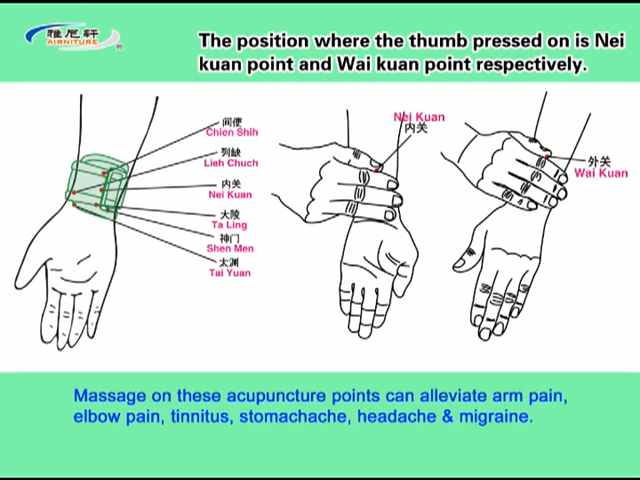 雅尼轩
AIRNITURE ®
The position where the thumb pressed on is Nei
kuan point and Wai kuan point respectively.
间使
Chien Shih
列缺
Lieh Chuch
内关
Nei Kuan
大陵
Ta Ling
神门
Shen Men
太渊
Tai Yuan
Nei Kuan
内关
外关
Wai Kuan
Massage on these acupuncture points can alleviate arm pain,
elbow pain, tinnitus, stomachache, headache & migraine.